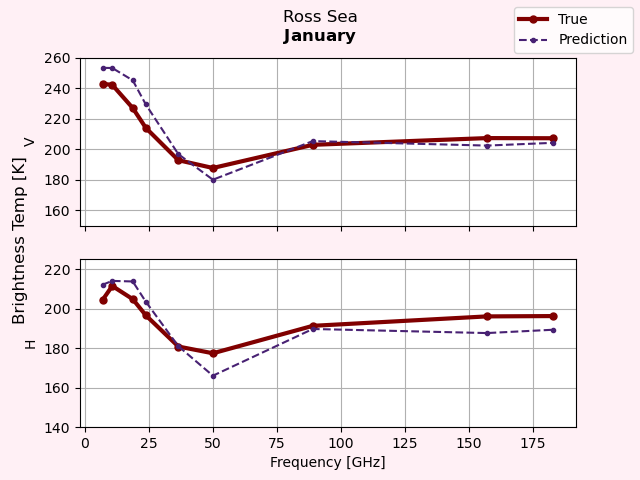 Ross Sea
January
True
Prediction
260
240
220
200
180
160
V
Brightness Temp [K]
220
200
180
160
140
H
0 25 50 75 100 125 150 175
Frequency [GHz]